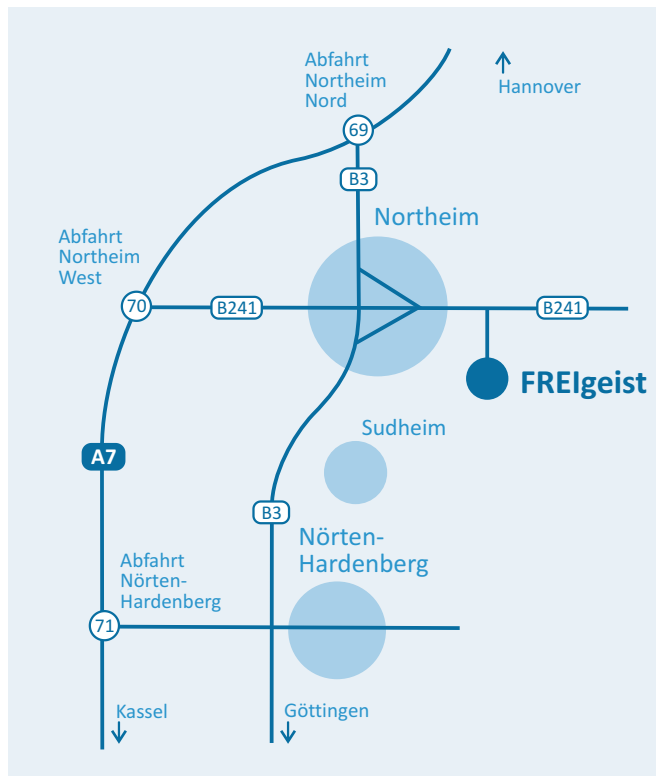 Abfahrt
Northeim
Nord
Hannover
69
B3
Northeim
Abfahrt
Northeim
West
70
B241
B241
FREIgeist
Sudheim
A7
B3
Nörten-
Hardenberg
Abfahrt
Nörten-
Hardenberg
71
Kassel
Göttingen